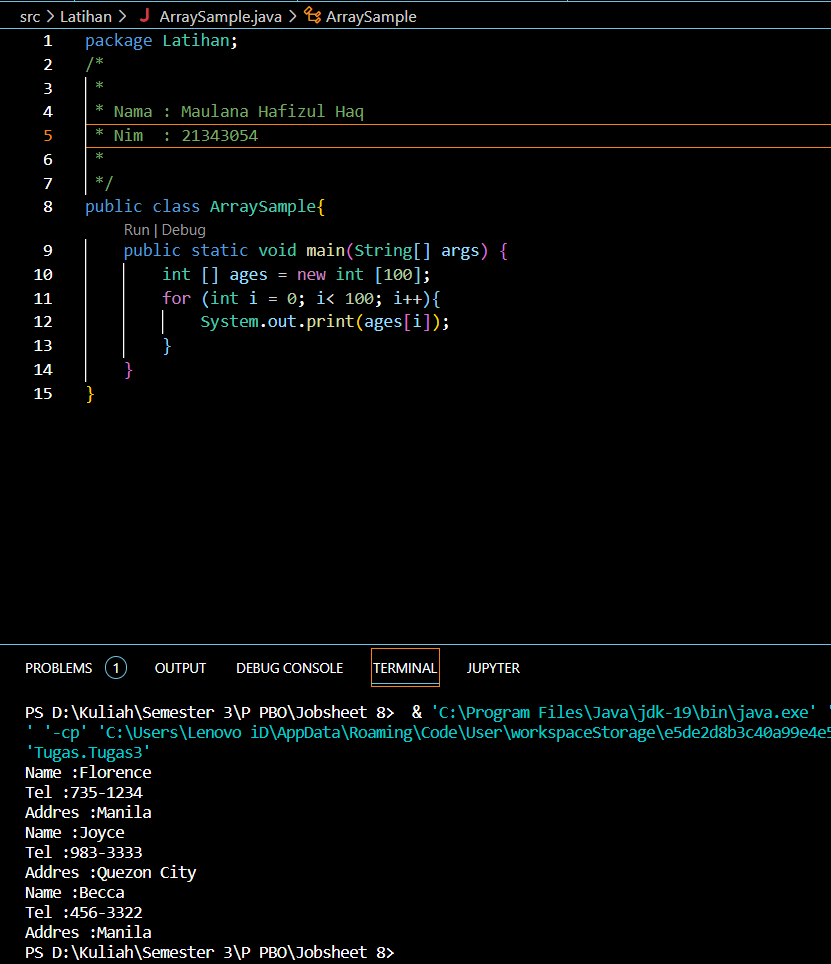 src > Latihan > J ArraySample.java > ArraySample
1 package Latihan;
2 /*
3 *
4 * Nama : Maulana Hafizul Haq
5 * Nim  : 21343054
6 *
7 */
8 public class ArraySample{
Run | Debug
9 public static void main(String[] args) {
10 int [] ages = new int [100];
11 for (int i = 0; i< 100; i++){
12 System.out.print(ages[i]);
13 }
14 }
15 }
PROBLEMS 1 OUTPUT DEBUG CONSOLE TERMINAL JUPYTER
PS D:\Kuliah\Semester 3\P PBO\Jobsheet 8>  & 'C:\Program Files\Java\jdk-19\bin\java.exe' '
' '-cp' 'C:\Users\Lenovo iD\AppData\Roaming\Code\User\workspaceStorage\e5de2d8b3c40a99e4e5
'Tugas.Tugas3'
Name :Florence
Tel :735-1234
Addres :Manila
Name :Joyce
Tel :983-3333
Addres :Quezon City
Name :Becca
Tel :456-3322
Addres :Manila
PS D:\Kuliah\Semester 3\P PBO\Jobsheet 8>